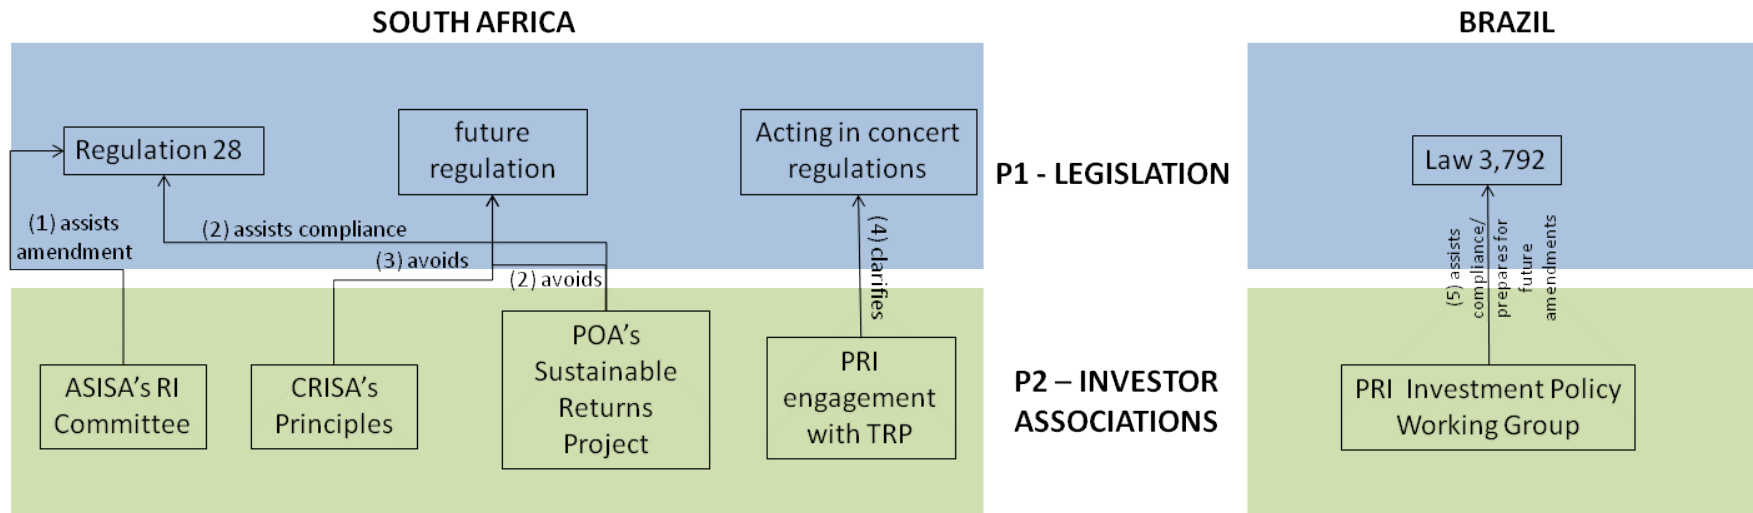 SOUTH AFRICA
BRAZIL
Regulation 28
future
regulation
Acting in concert
regulations
P1 - LEGISLATION
Law 3,792
(1) assists
amendment
(2) assists compliance
(3) avoids
(2) avoids
(4) clarifies
(5) assists
compliance/
prepares for
future
amendments
ASISA's RI
Committee
CRISA's
Principles
POA's
Sustainable
Returns
Project
PRI
engagement
with TRP
P2 – INVESTOR
ASSOCIATIONS
PRI Investment Policy
Working Group